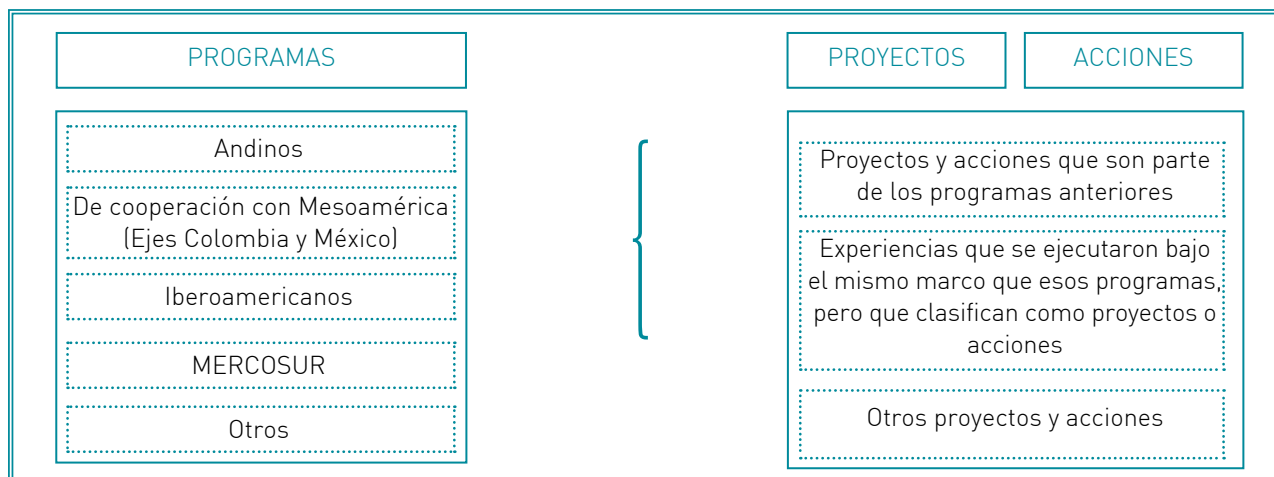 PROGRAMAS
Andinos
De cooperación con Mesoamérica
(Ejes Colombia y México)
Iberoamericanos
MERCOSUR
Otros
PROYECTOS
ACCIONES
Proyectos y acciones que son parte
de los programas anteriores
Experiencias que se ejecutaron bajo
el mismo marco que esos programas,
pero que clasifican como proyectos o
acciones
Otros proyectos y acciones